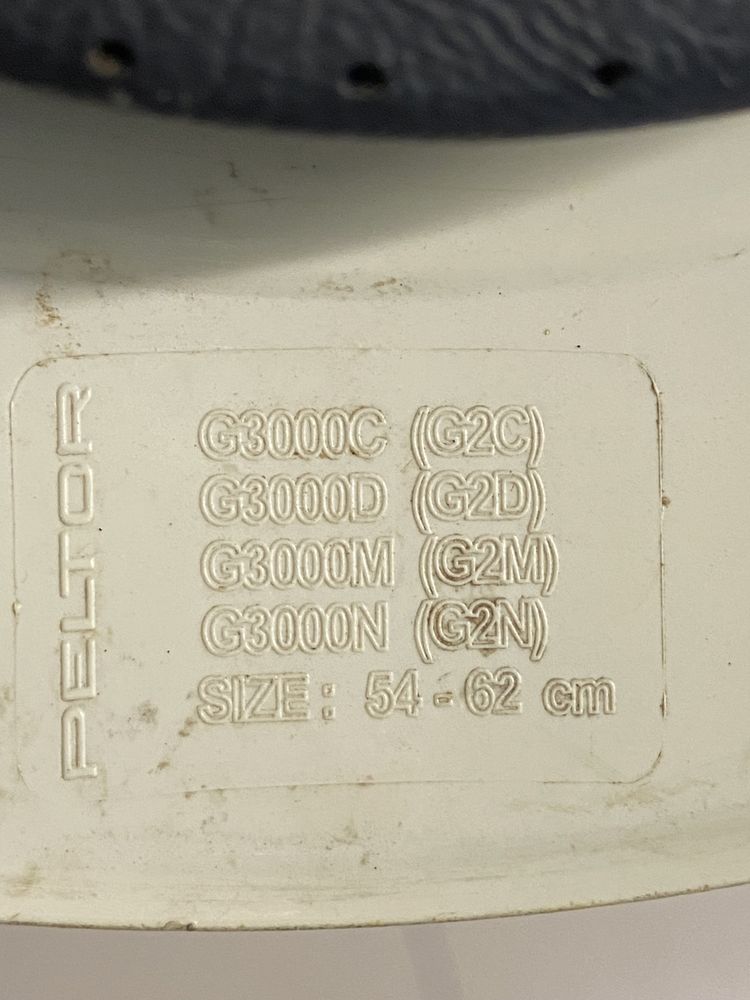 PELTOR
G3000C (G2C)
G3000D (G2D)
G3000M (G2M)
G3000N (G2N)
SIZE: 54 - 62 cm